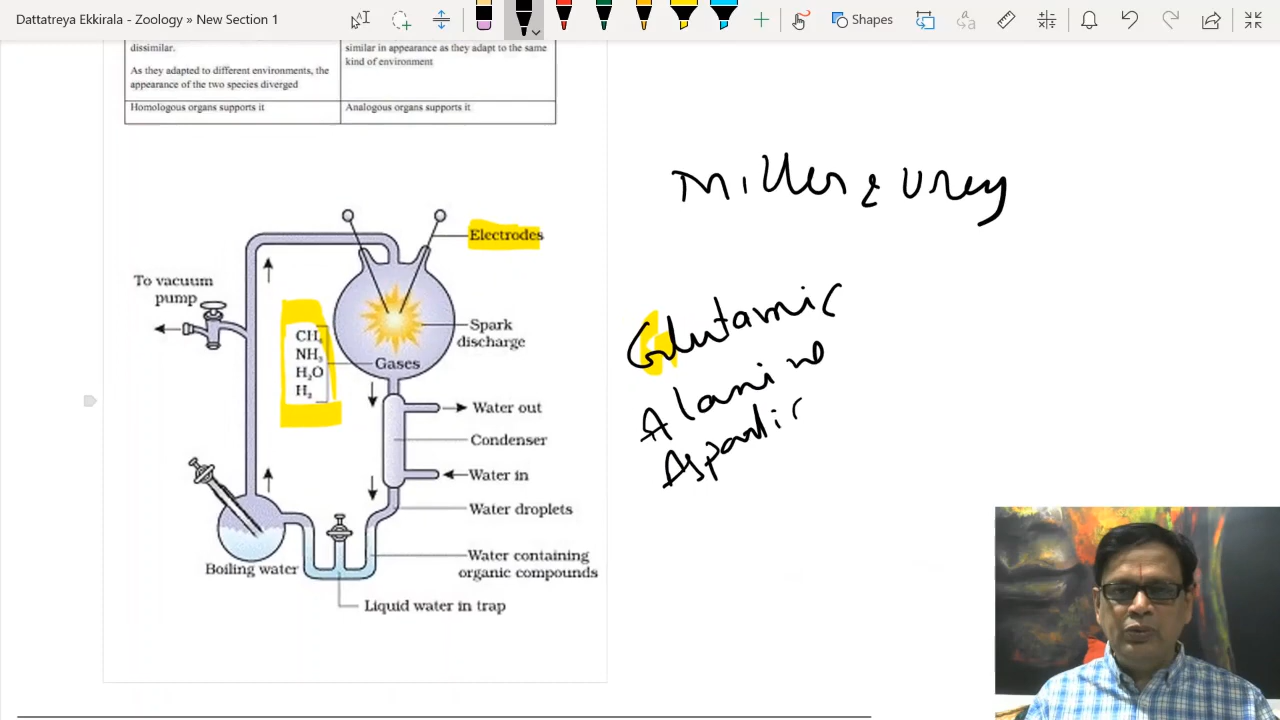 Dattatreya Ekkirala - Zoology » New Section 1
Shapes
dissimilar.
As they adapted to different environments, the
appearance of the two species diverged
similar in appearance as they adapt to the same
kind of environment
Homologous organs supports it
Analogous organs supports it
Miller & Urey
Electrodes
To vacuum
pump
Spark
discharge
CH₄
NH₃
H₂O
H₂
Gases
Glutamic
Alanine
Aspartic
Water out
Condenser
Water in
Water droplets
Water containing
organic compounds
Boiling water
Liquid water in trap